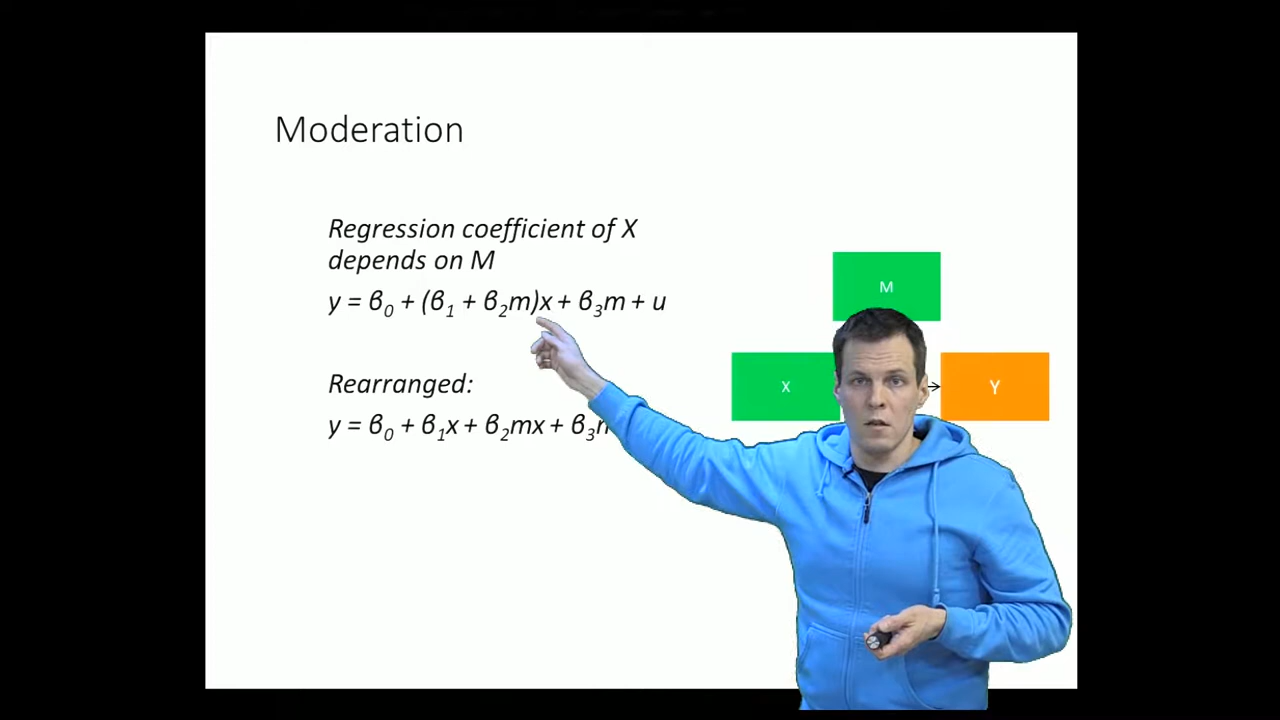 Moderation
Regression coefficient of X
depends on M
y = β₀ + (β₁ + β₂m)x + β₃m + u
Rearranged:
y = β₀ + β₁x + β₂mx + β₃
M
X
Y